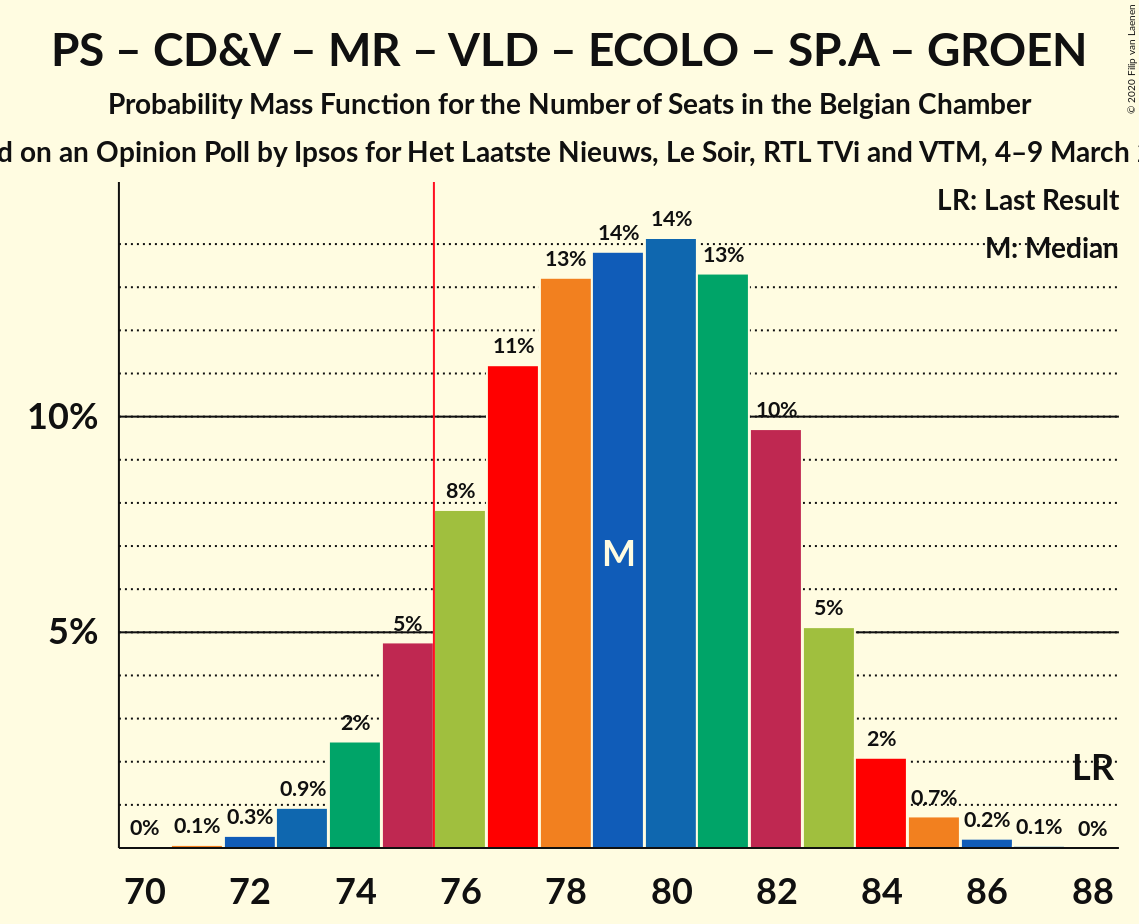 PS – CD&V – MR – VLD – ECOLO – SP.A – GROEN
Probability Mass Function for the Number of Seats in the Belgian Chamber
on an Opinion Poll by Ipsos for Het Laatste Nieuws, Le Soir, RTL TVi and VTM, 4–9 March
© 2020 Filip van Laenen
LR: Last Result
M: Median
10%
5%
0%
0.1%
0.3%
0.9%
2%
5%
8%
11%
13%
14%
14%
13%
10%
5%
2%
0.7%
0.2%
0.1%
0%
M
LR
70 72 74 76 78 80 82 84 86 88